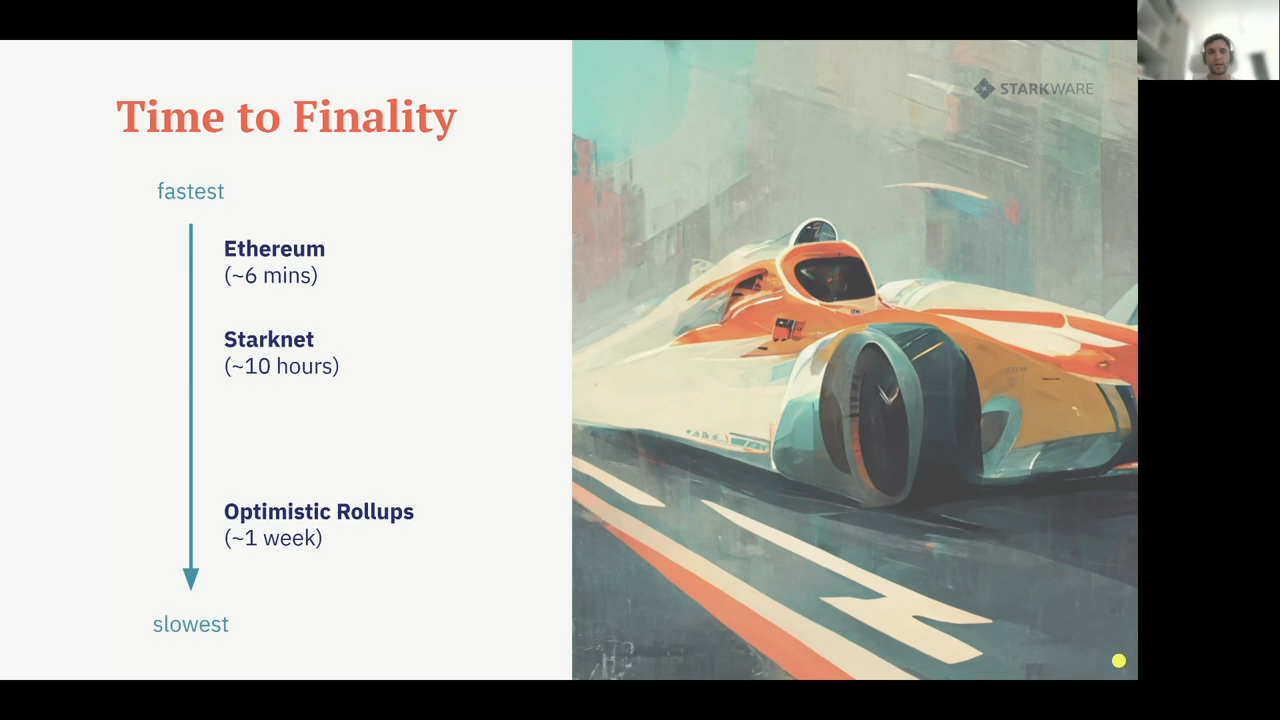 Time to Finality
STARKWARE
fastest
Ethereum
(~6 mins)
Starknet
(~10 hours)
Optimistic Rollups
(~1 week)
slowest